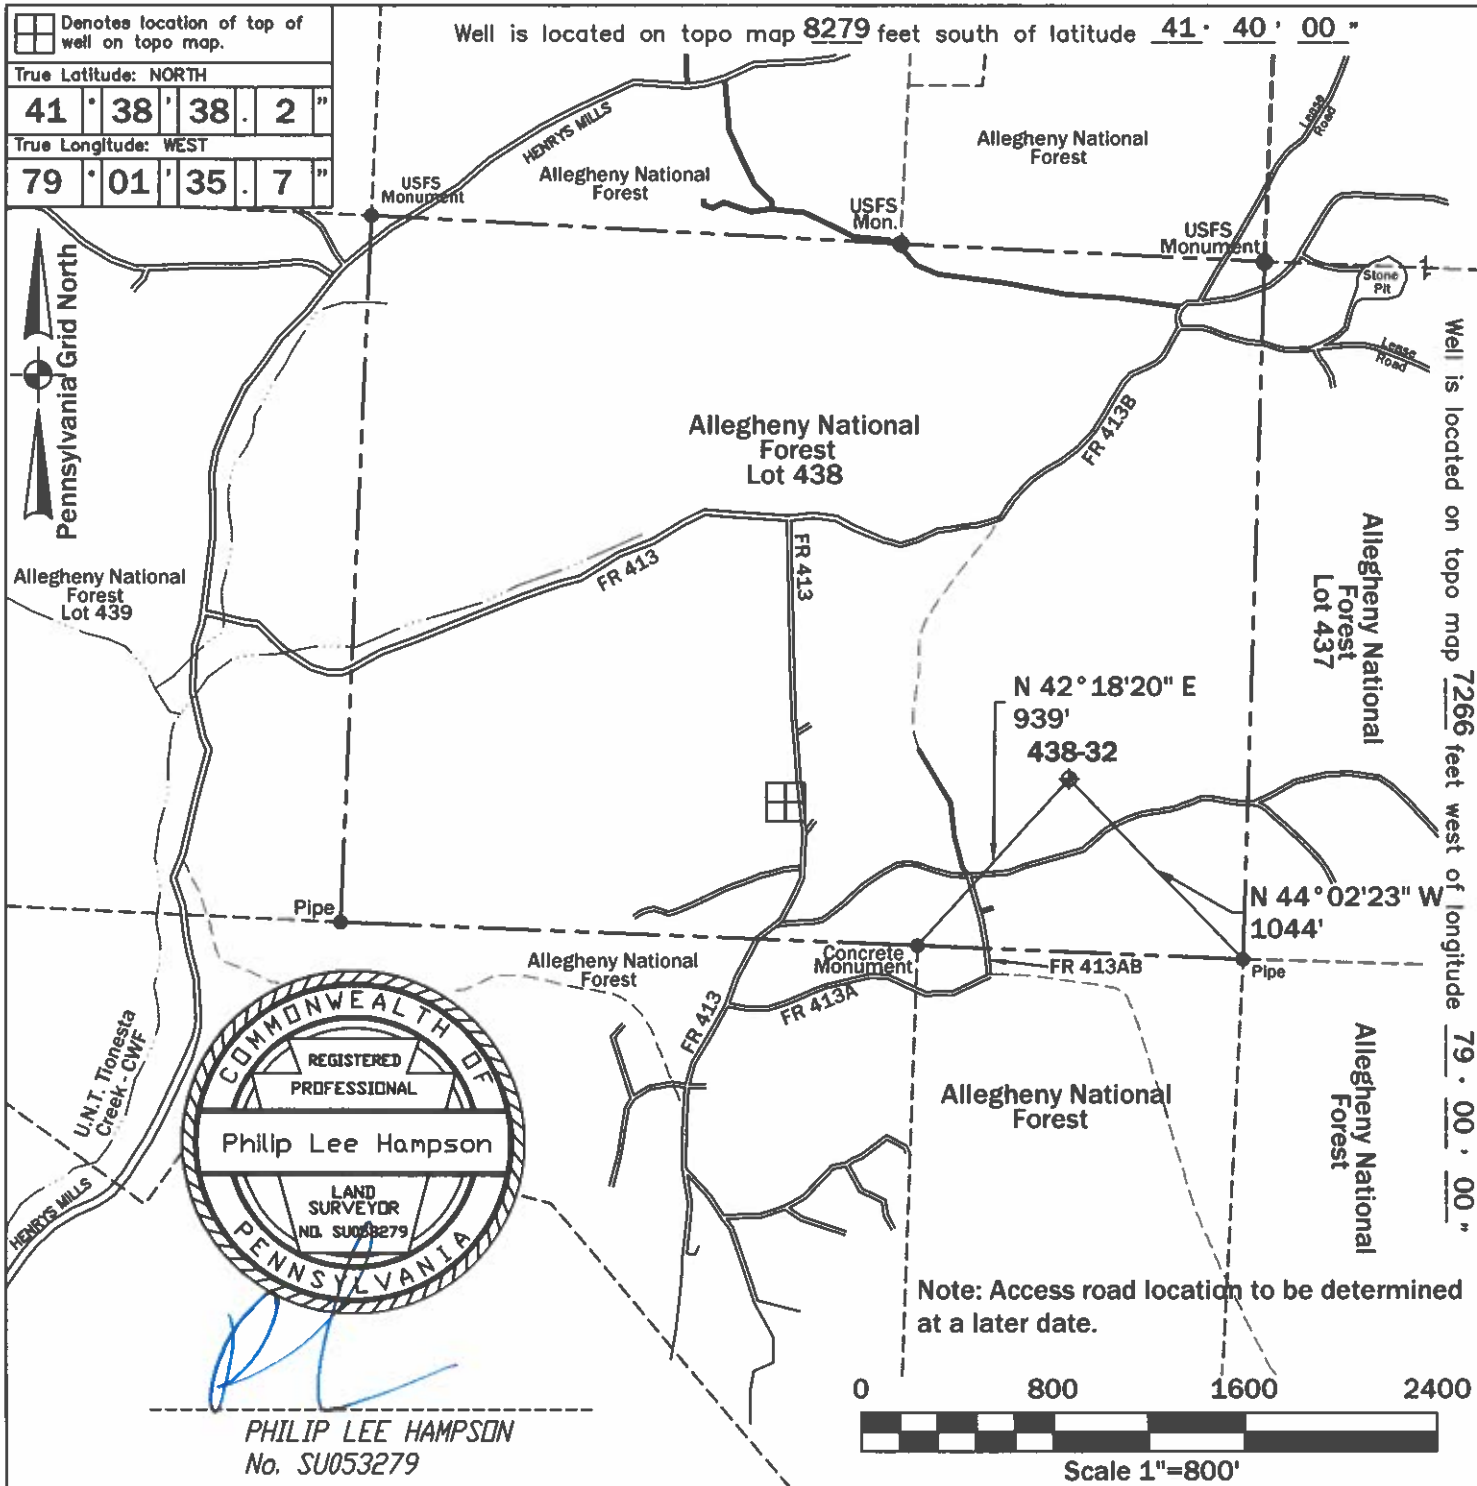 Denotes location of top of
well on topo map.
Well is located on topo map 8279 feet south of latitude 41° 40' 00"
True Latitude: NORTH
41 ° 38 ' 38 . 2 "
True Longitude: WEST
79 ° 01 ' 35 . 7 "
HENRYS MILLS
Allegheny National
Forest
Allegheny National
Forest
Lease
Road
USFS
Monument
USFS
Mon.
USFS
Monument
Stone
Pit
Lease
Road
Pennsylvania Grid North
Well is located on topo map 7266 feet west of longitude 79° 00' 00"
Allegheny National
Forest
Lot 438
FR 413B
FR 413
FR 413
Allegheny National
Forest
Lot 439
Allegheny National
Forest
Lot 437
N 42°18'20" E
939'
438-32
N 44°02'23" W
1044'
Pipe
Allegheny National
Forest
Concrete
Monument
FR 413AB
Pipe
FR 413A
FR 413
U.N.T. Tionesta
Creek - CWF
HENRYS MILLS
COMMONWEALTH OF
REGISTERED
PROFESSIONAL
Philip Lee Hampson
LAND
SURVEYOR
NO. SU053279
PENNSYLVANIA
Allegheny National
Forest
Allegheny National
Forest
Note: Access road location to be determined
at a later date.
0 800 1600 2400
Scale 1"=800'
PHILIP LEE HAMPSON
No. SU053279